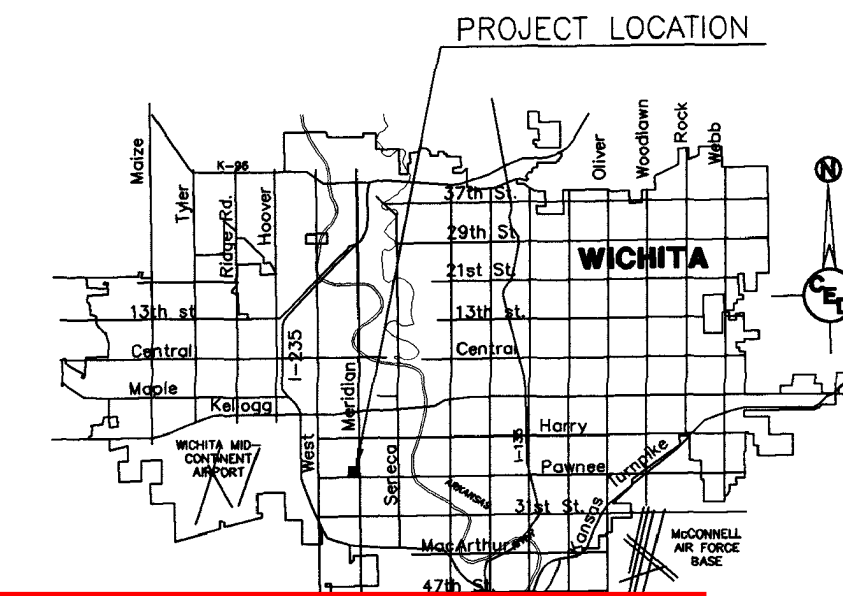 PROJECT LOCATION
Maize
Tyler
Ridge Rd.
Hoover
K-96
Oliver
Woodlawn
Rock
Webb
N
37th St.
29th St.
WICHITA
21st St.
CED
13th st
13th st.
I-235
Central
Central
Maple
Meridian
Kellogg
West
Seneca
I-135
Harry
WICHITA MID-
CONTINENT
AIRPORT
Pawnee
Turnpike
Kansas
ARKANSAS
31st St.
MacArthur
McCONNELL
AIR FORCE
BASE
47th St.